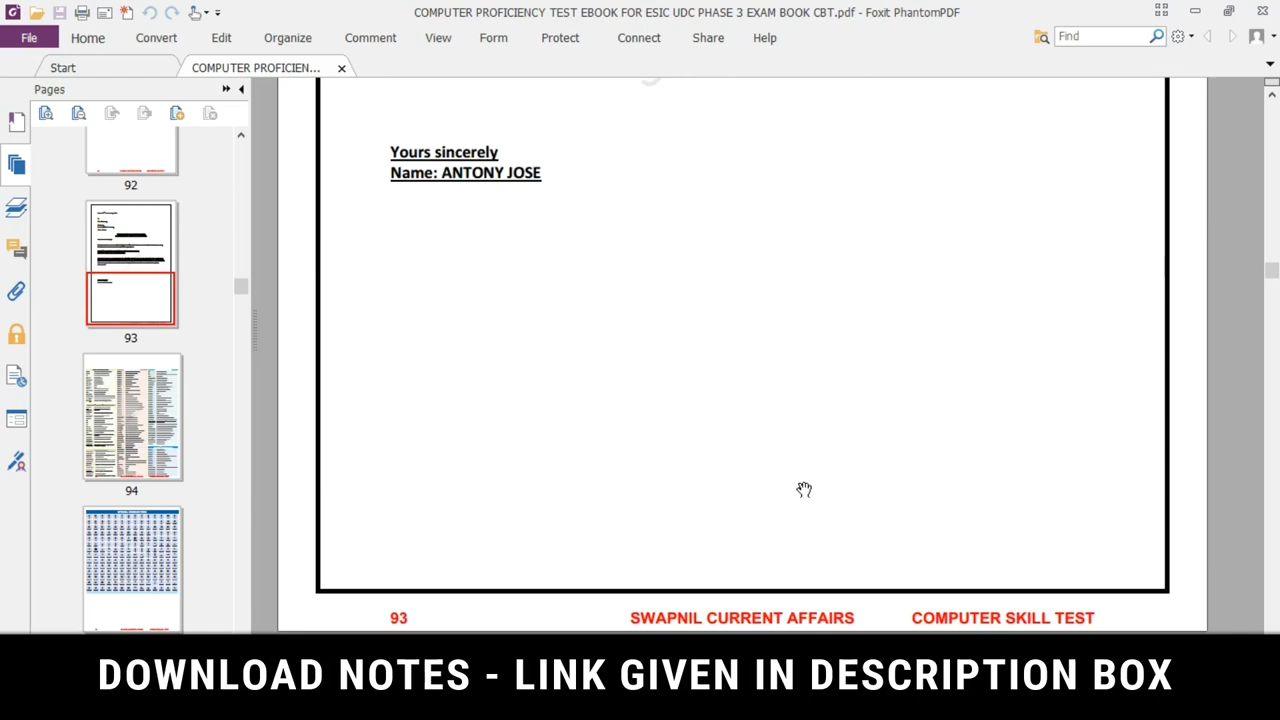 COMPUTER PROFICIENCY TEST EBOOK FOR ESIC UDC PHASE 3 EXAM BOOK CBT.pdf - Foxit PhantomPDF
File Home Convert Edit Organize Comment View Form Protect Connect Share Help Find
Start COMPUTER PROFICIEN...
Pages
92
93
94
Yours sincerely
Name: ANTONY JOSE
93 SWAPNIL CURRENT AFFAIRS COMPUTER SKILL TEST
DOWNLOAD NOTES - LINK GIVEN IN DESCRIPTION BOX